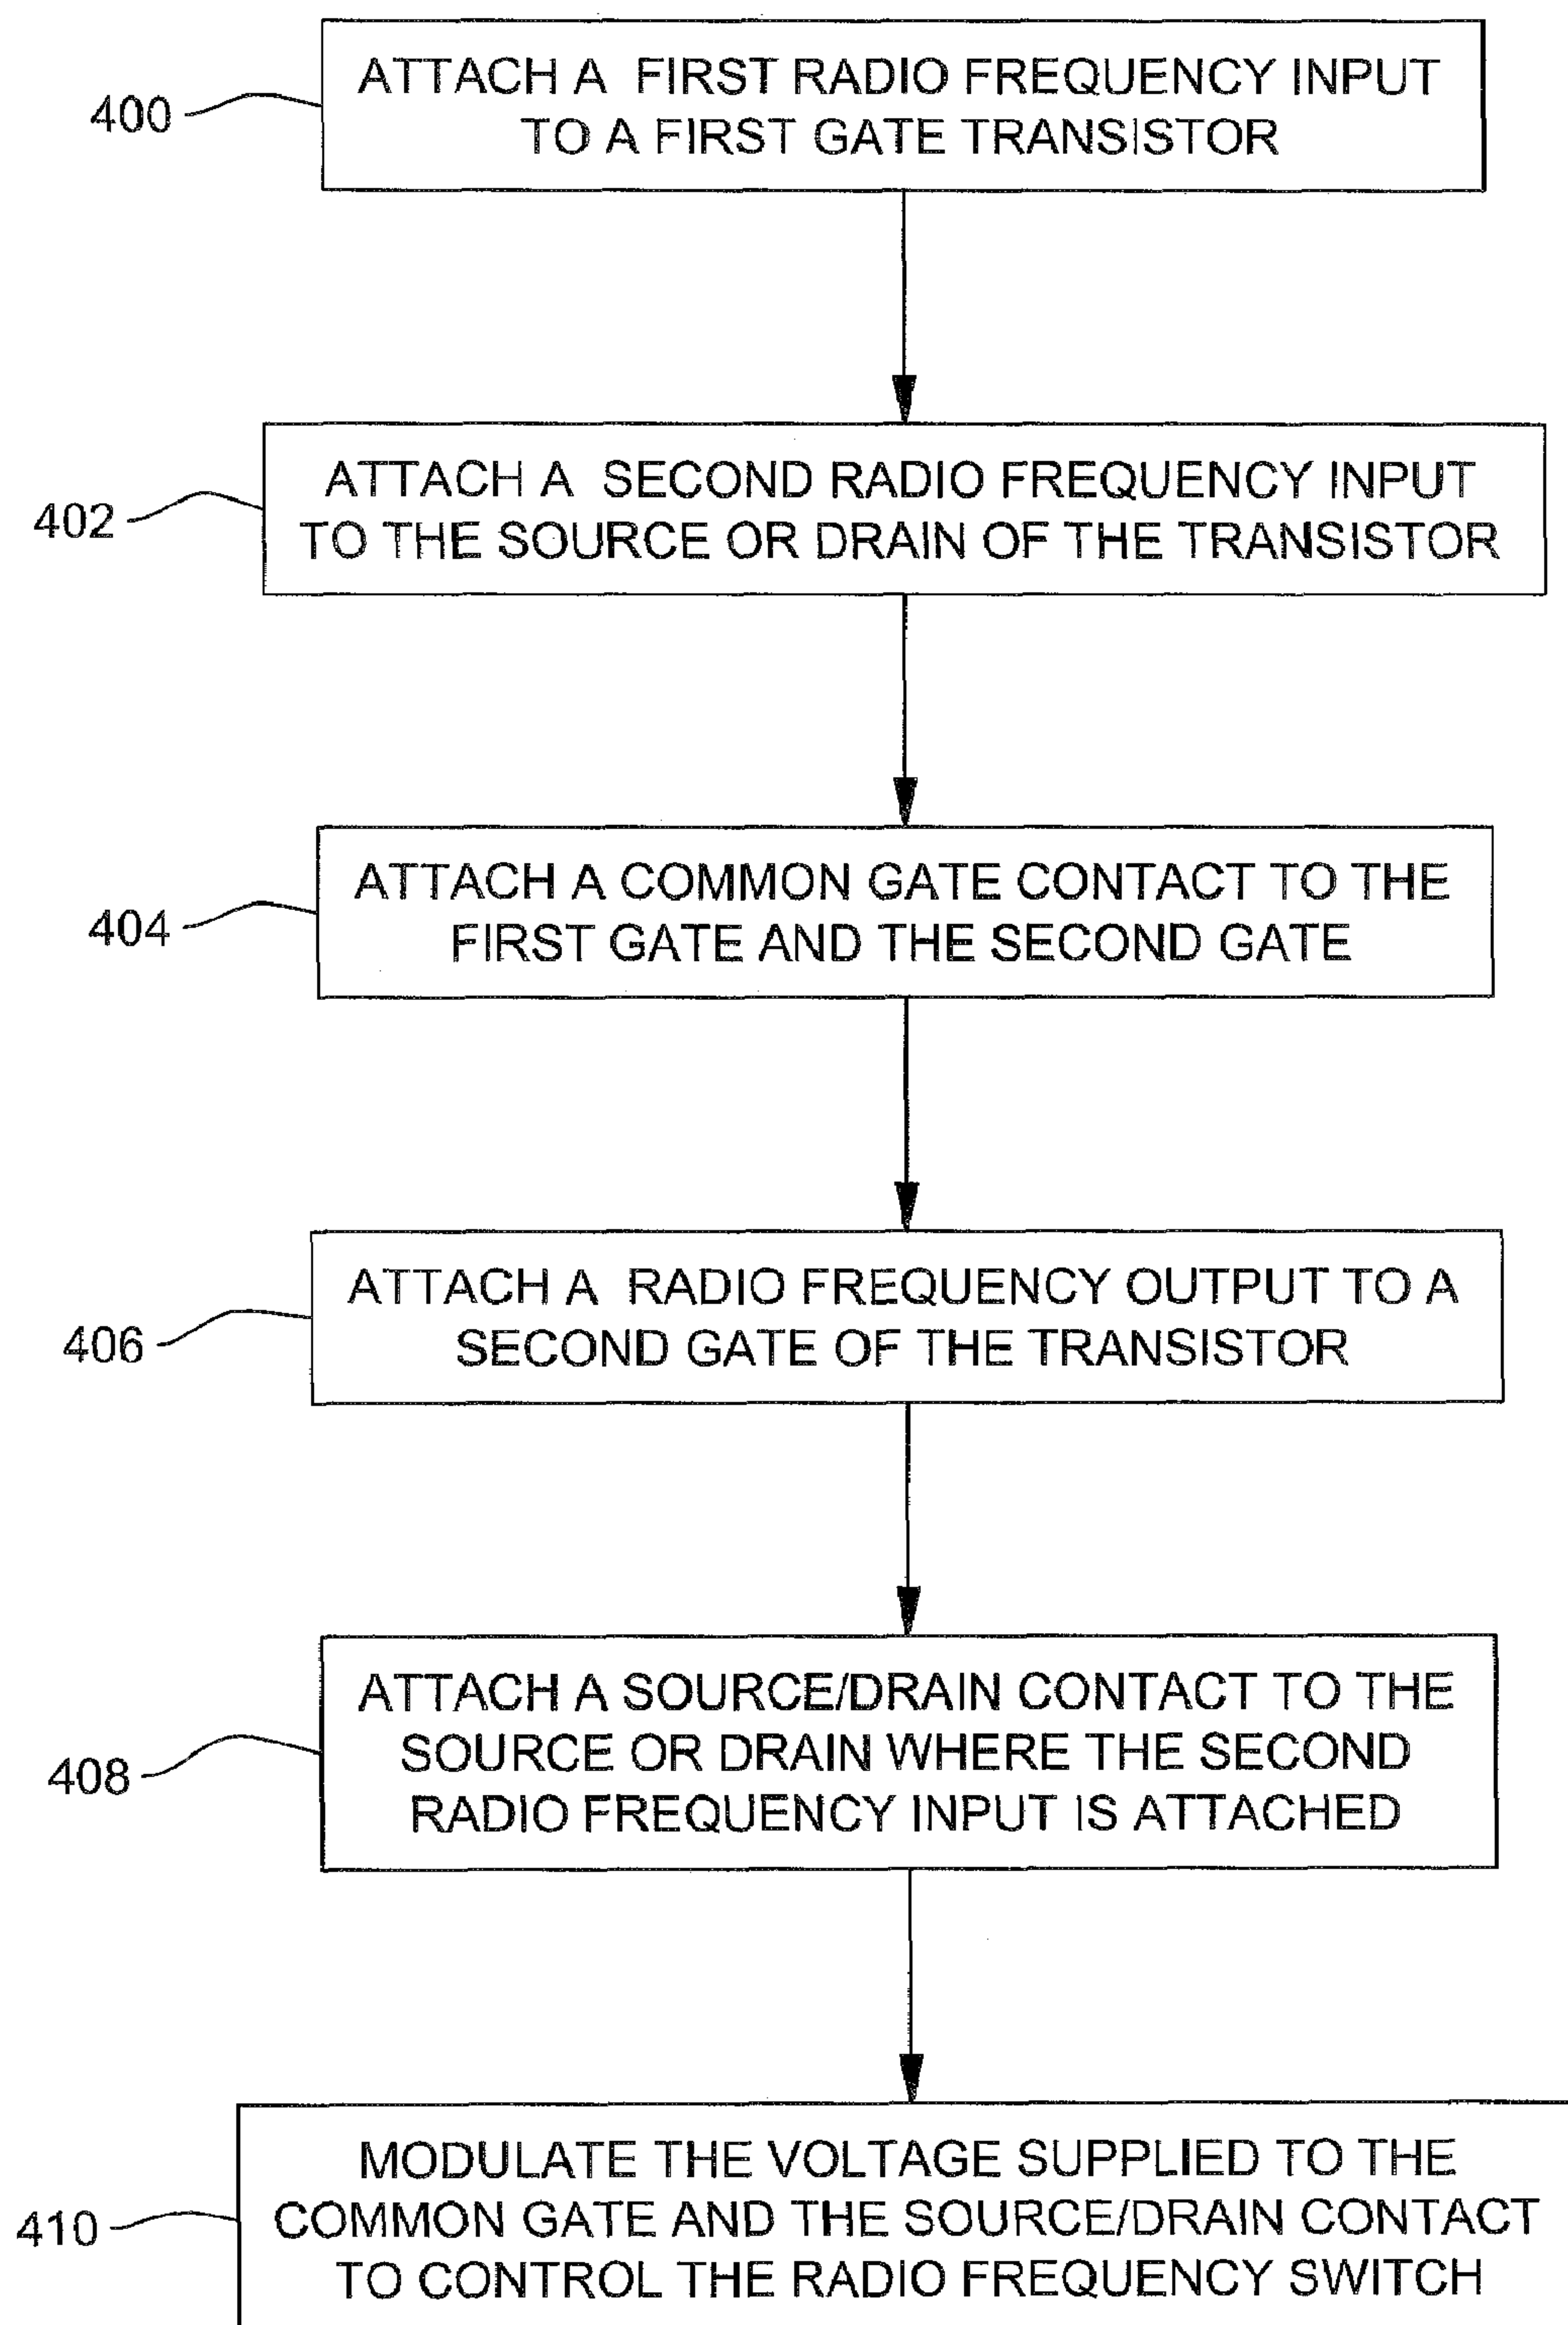 400
ATTACH A FIRST RADIO FREQUENCY INPUT
TO A FIRST GATE TRANSISTOR
402
ATTACH A SECOND RADIO FREQUENCY INPUT
TO THE SOURCE OR DRAIN OF THE TRANSISTOR
404
ATTACH A COMMON GATE CONTACT TO THE
FIRST GATE AND THE SECOND GATE
406
ATTACH A RADIO FREQUENCY OUTPUT TO A
SECOND GATE OF THE TRANSISTOR
408
ATTACH A SOURCE/DRAIN CONTACT TO THE
SOURCE OR DRAIN WHERE THE SECOND
RADIO FREQUENCY INPUT IS ATTACHED
410
MODULATE THE VOLTAGE SUPPLIED TO THE
COMMON GATE AND THE SOURCE/DRAIN CONTACT
TO CONTROL THE RADIO FREQUENCY SWITCH